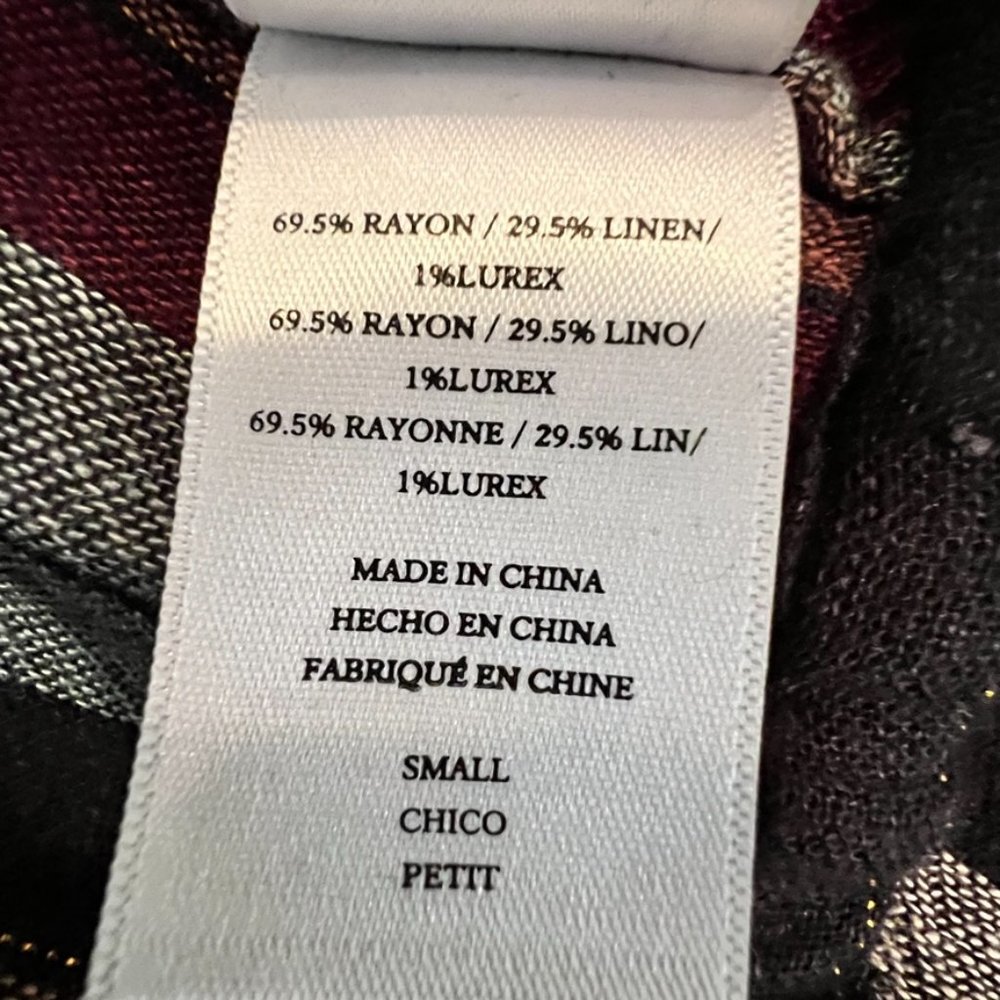 69.5% RAYON / 29.5% LINEN/
1%LUREX
69.5% RAYON / 29.5% LINO/
1%LUREX
69.5% RAYONNE / 29.5% LIN/
1%LUREX
MADE IN CHINA
HECHO EN CHINA
FABRIQUÉ EN CHINE
SMALL
CHICO
PETIT